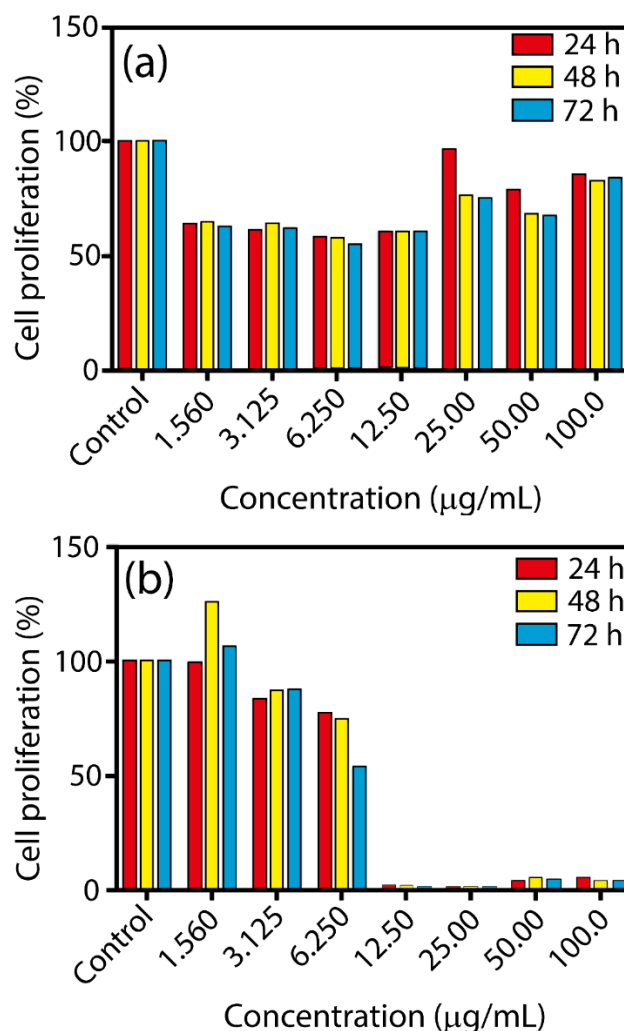 (a)
24 h
48 h
72 h
Cell proliferation (%)
150
100
50
0
Control
1.560
3.125
6.250
12.50
25.00
50.00
100.0
Concentration (μg/mL)
(b)
24 h
48 h
72 h
Cell proliferation (%)
150
100
50
0
Control
1.560
3.125
6.250
12.50
25.00
50.00
100.0
Concentration (μg/mL)